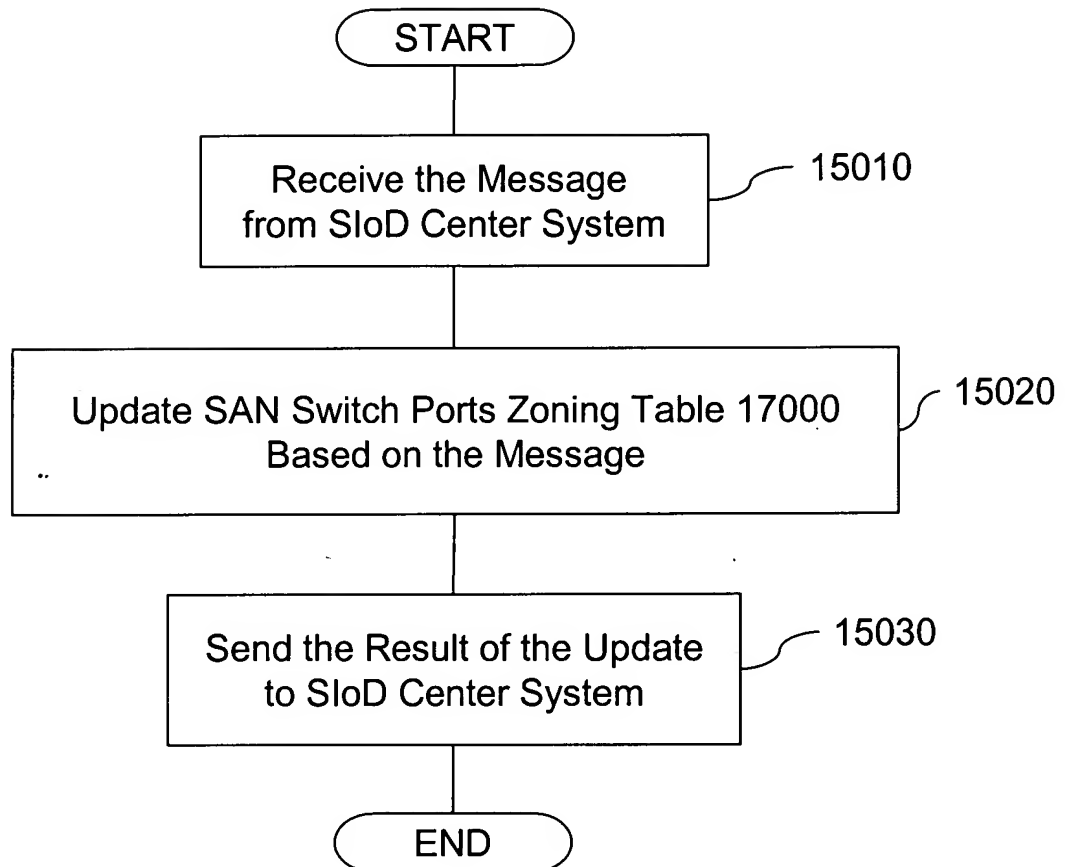 START
Receive the Message
from SIoD Center System
15010
Update SAN Switch Ports Zoning Table 17000
Based on the Message
15020
Send the Result of the Update
to SIoD Center System
15030
END